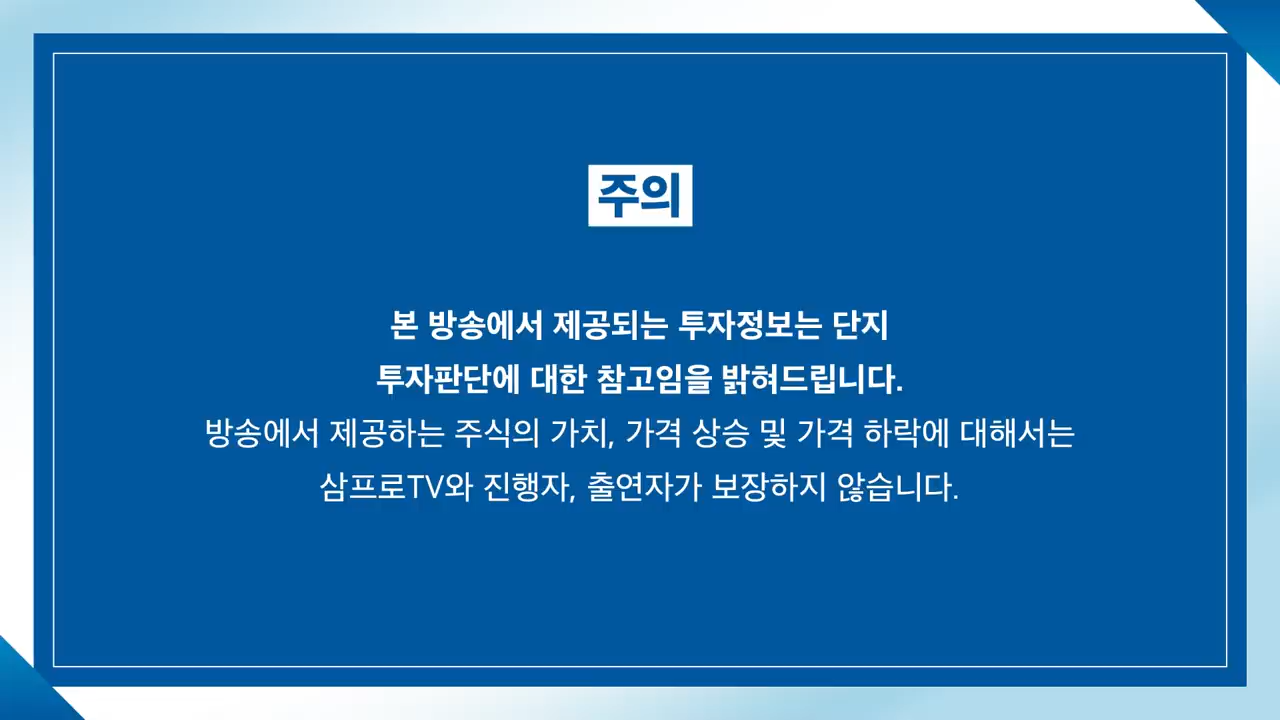 주의
본 방송에서 제공되는 투자정보는 단지
투자판단에 대한 참고임을 밝혀드립니다.
방송에서 제공하는 주식의 가치, 가격 상승 및 가격 하락에 대해서는
삼프로TV와 진행자, 출연자가 보장하지 않습니다.